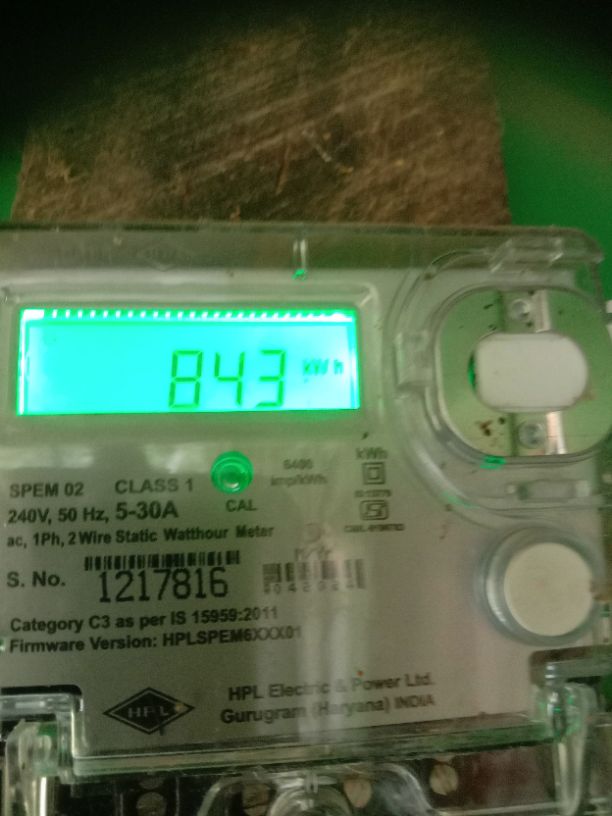 843 kWh
SPEM 02 CLASS 1
240V, 50 Hz, 5-30A
CAL
6400
imp/kWh
kWh
ac, 1Ph, 2 Wire Static Watthour Meter
S. No. 1217816
Category C3 as per IS 15959:2011
Firmware Version: HPLSPEM6XXX01
HPL
HPL Electric & Power Ltd.
Gurugram (Haryana) INDIA